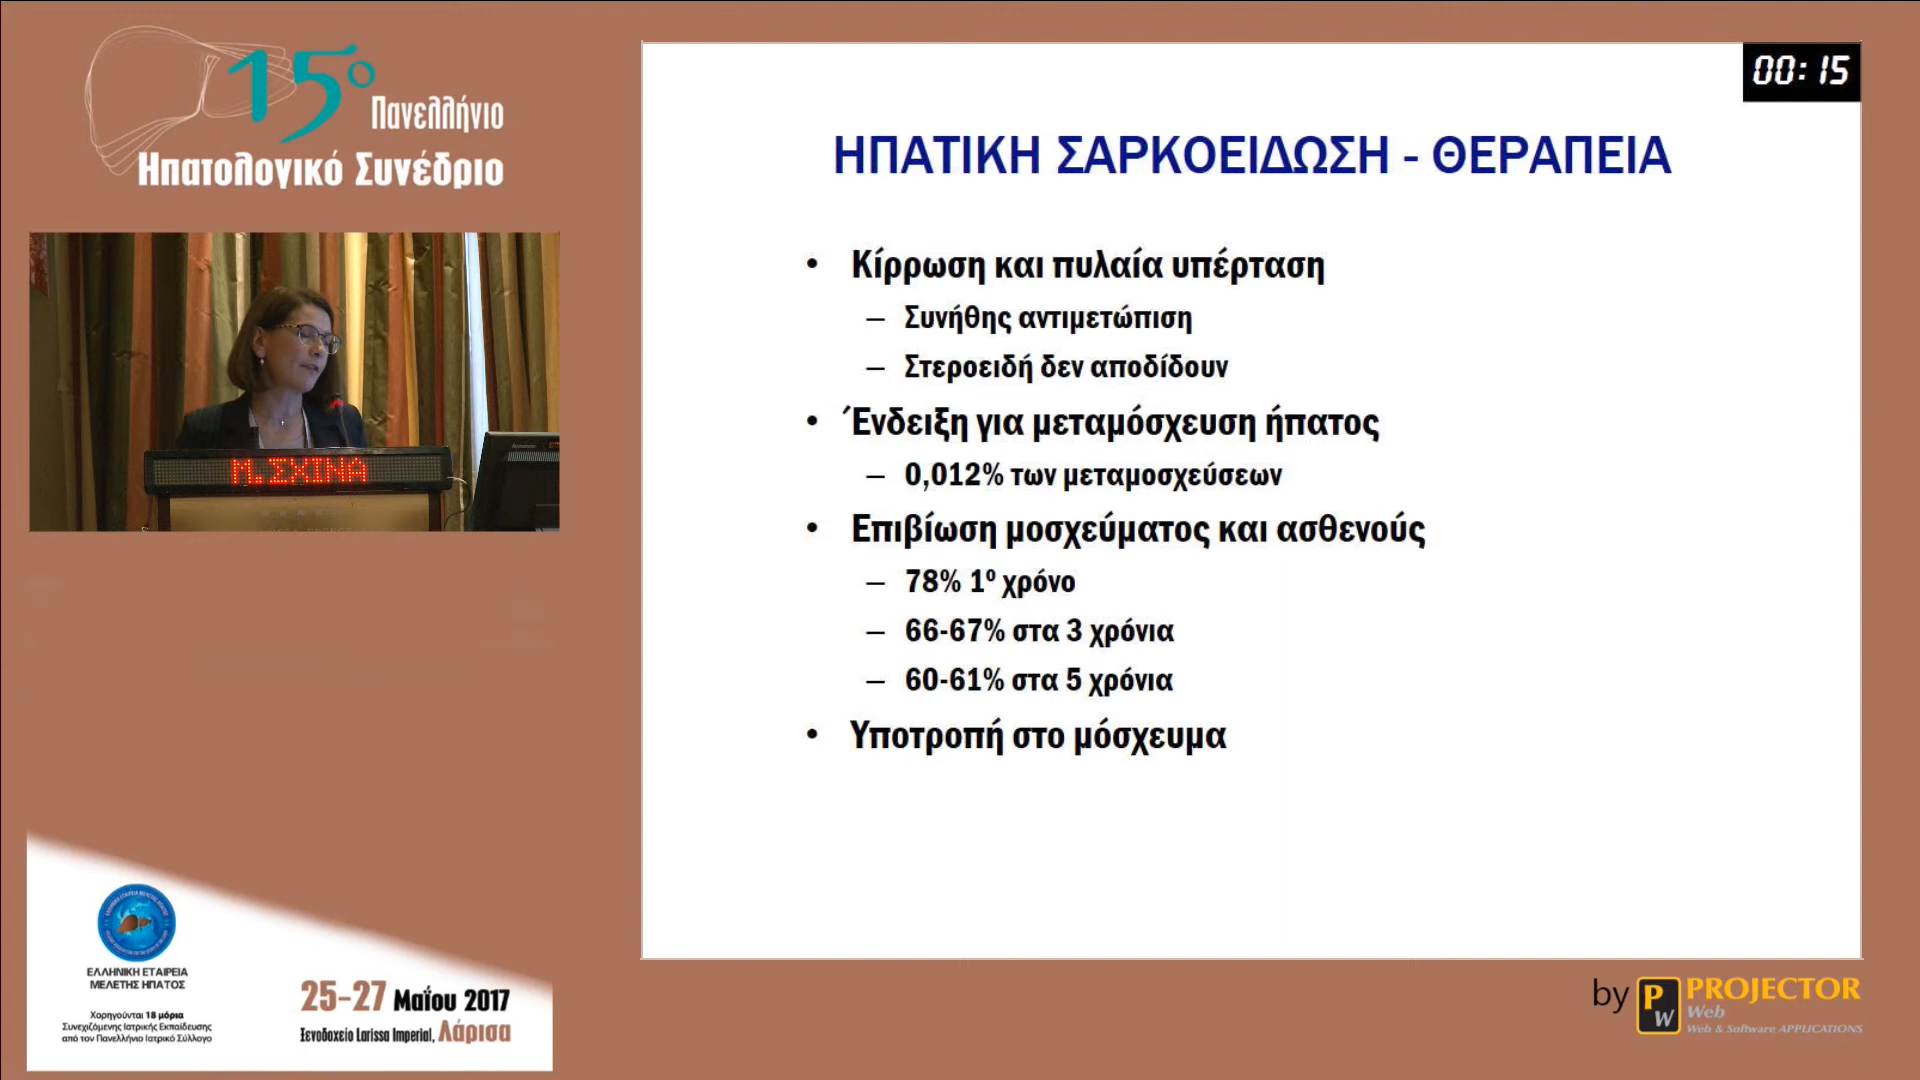 15ο
Πανελλήνιο
Ηπατολογικό Συνέδριο
Μ.ΣΧΙΝΑ
ΕΛΛΗΝΙΚΗ ΕΤΑΙΡΕΙΑ
ΜΕΛΕΤΗΣ ΗΠΑΤΟΣ
Χορηγούνται 18 μόρια
Συνεχιζόμενης Ιατρικής Εκπαίδευσης
από τον Πανελλήνιο Ιατρικό Σύλλογο
25-27 Μαΐου 2017
Ξενοδοχείο Larissa Imperial, Λάρισα
00:15
ΗΠΑΤΙΚΗ ΣΑΡΚΟΕΙΔΩΣΗ - ΘΕΡΑΠΕΙΑ
• Κίρρωση και πυλαία υπέρταση
– Συνήθης αντιμετώπιση
– Στεροειδή δεν αποδίδουν
• Ένδειξη για μεταμόσχευση ήπατος
– 0,012% των μεταμοσχεύσεων
• Επιβίωση μοσχεύματος και ασθενούς
– 78% 1º χρόνο
– 66-67% στα 3 χρόνια
– 60-61% στα 5 χρόνια
• Υποτροπή στο μόσχευμα
by PW PROJECTOR
Web
Web & Software APPLICATIONS